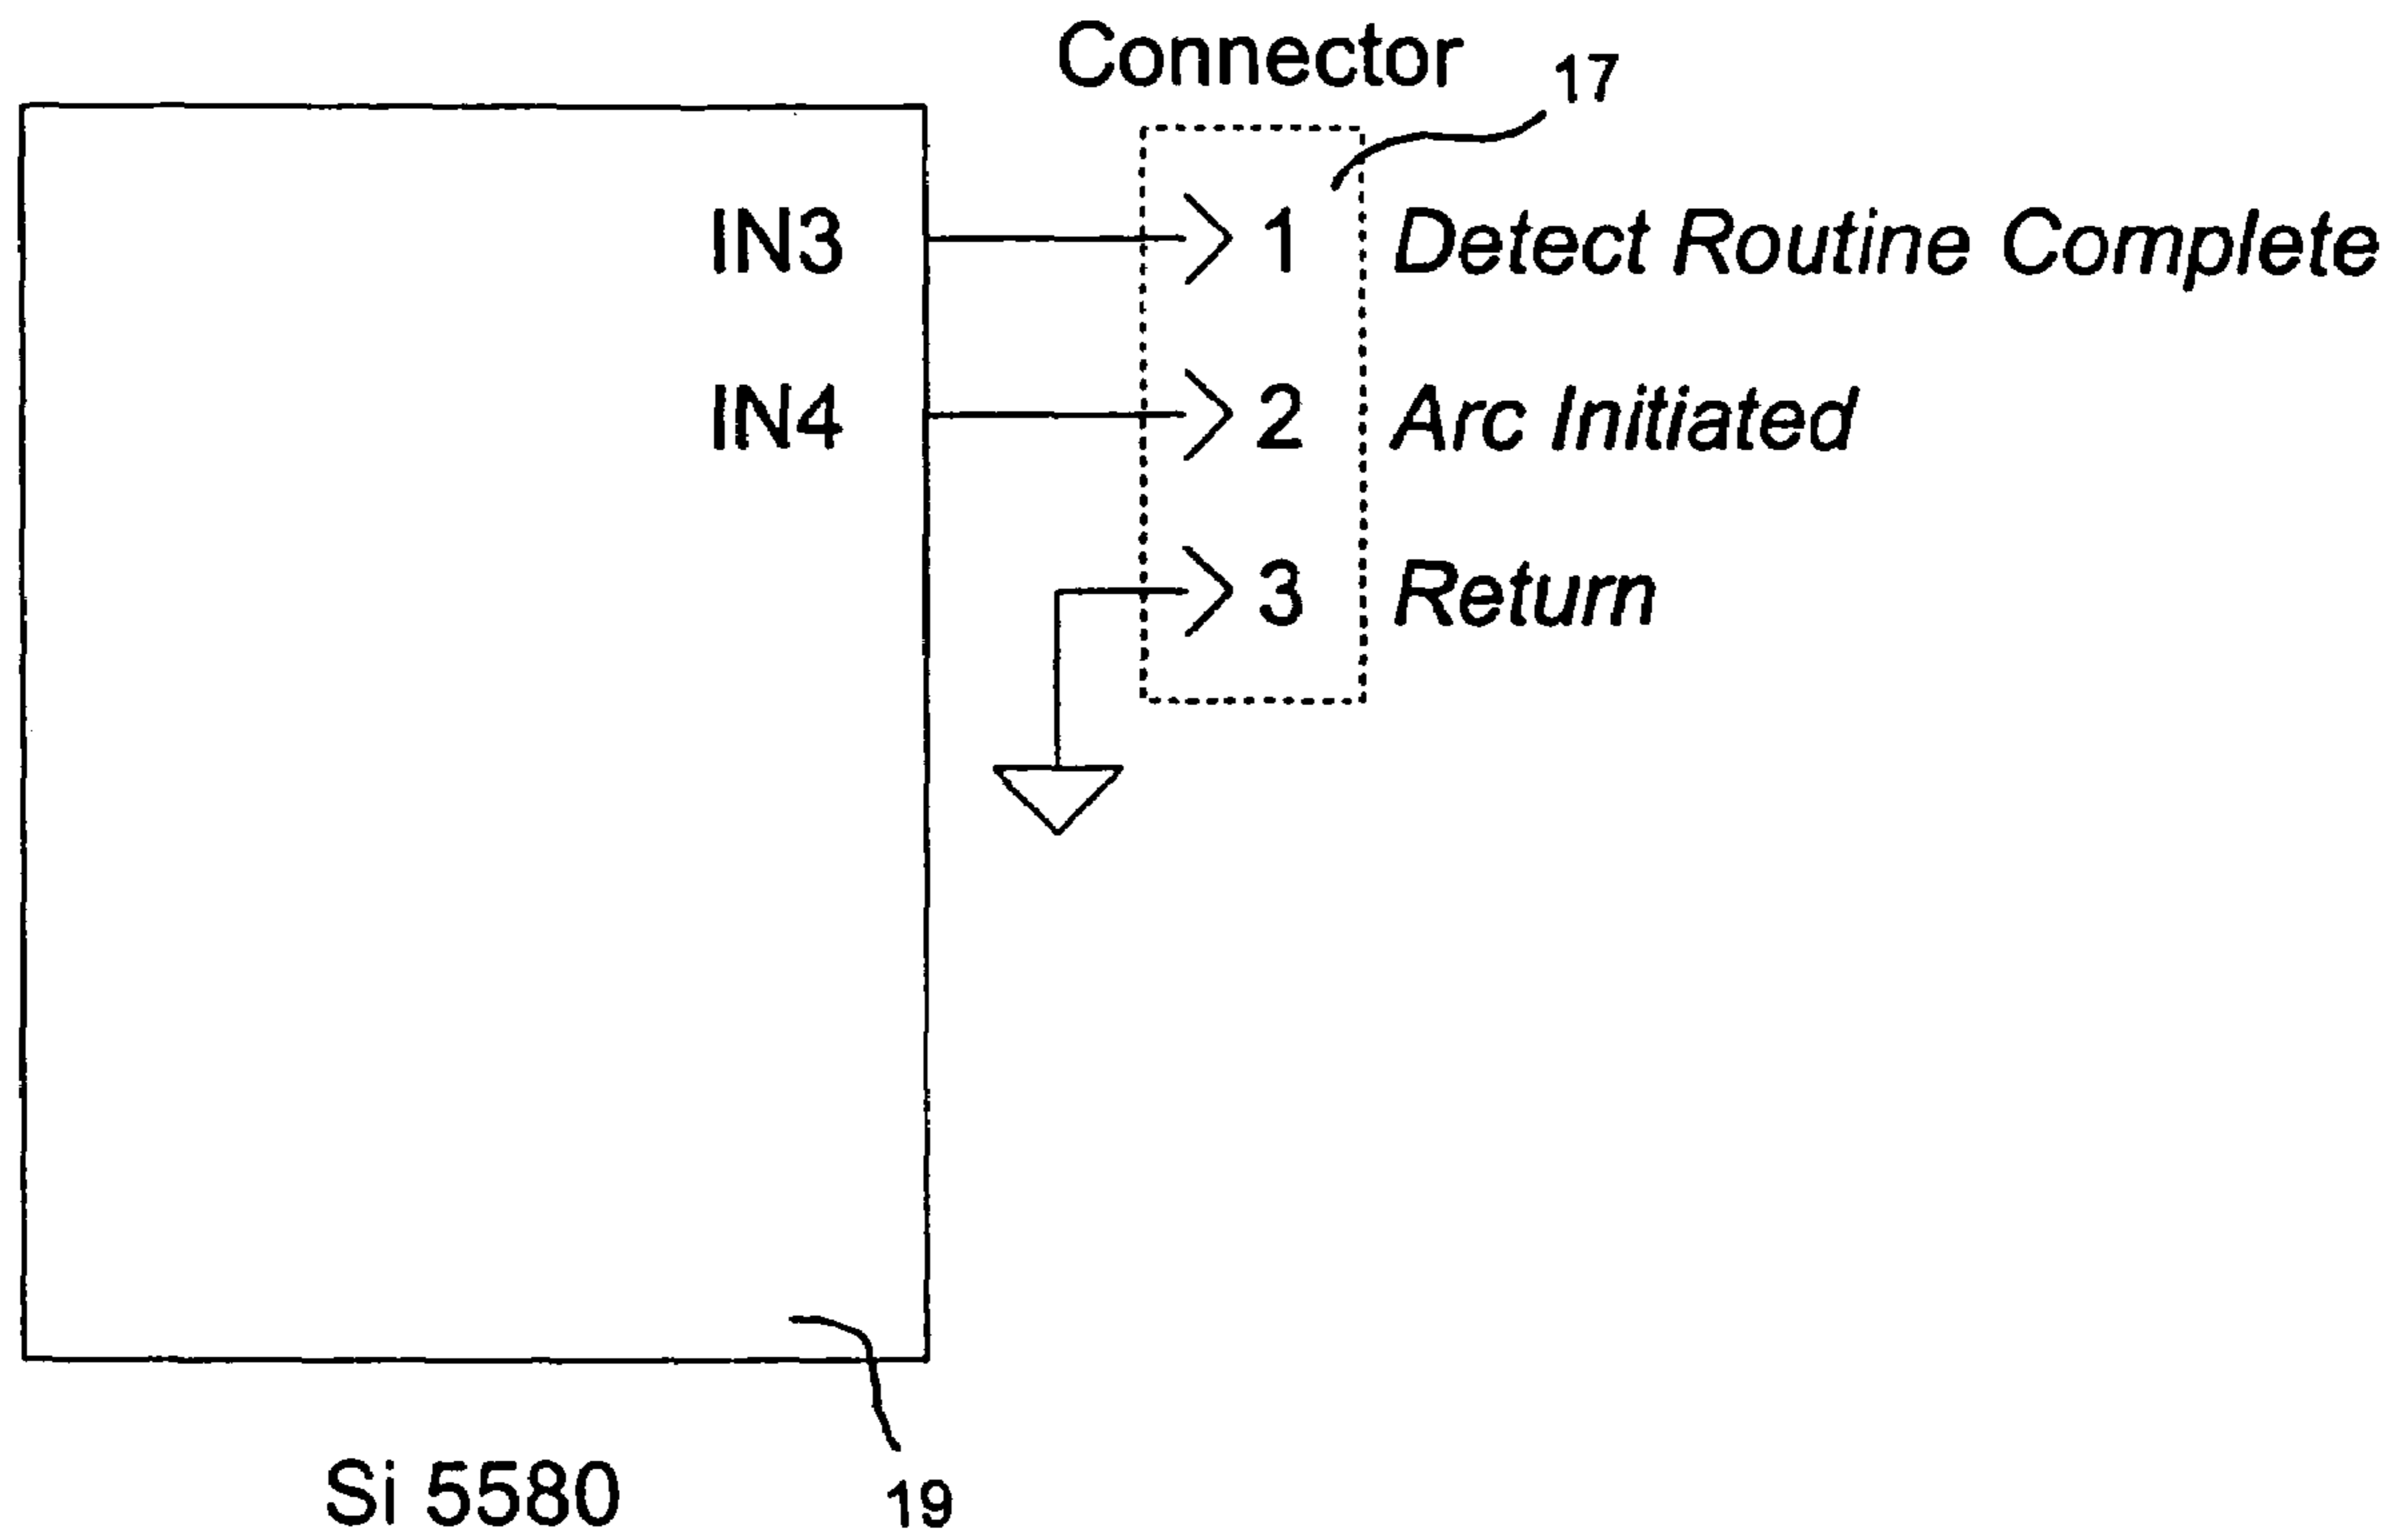 Connector
17
IN3 1 Detect Routine Complete
IN4 2 Arc Initiated
3 Return
Si 5580
19